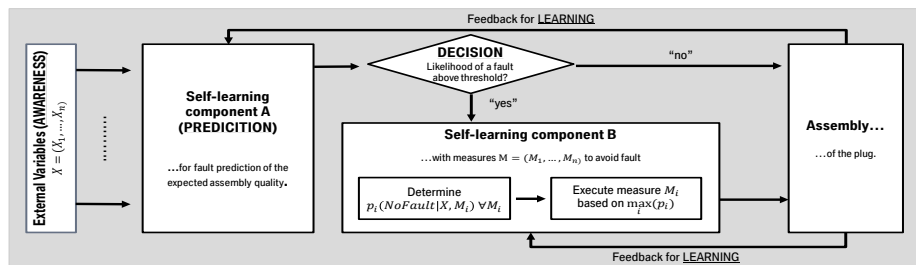 Feedback for LEARNING
External Variables (AWARENESS)
X = (X₁, ..., Xₙ)
Self-learning
component A
(PREDICITION)
...for fault prediction of the
expected assembly quality.
DECISION
Likelihood of a fault
above threshold?
“no”
“yes”
Self-learning component B
...with measures M = (M₁, ... , Mₙ) to avoid fault
Determine
pᵢ(NoFault|X, Mᵢ) ∀Mᵢ
Execute measure Mᵢ
based on max(pᵢ)
i
Assembly...
...of the plug.
Feedback for LEARNING